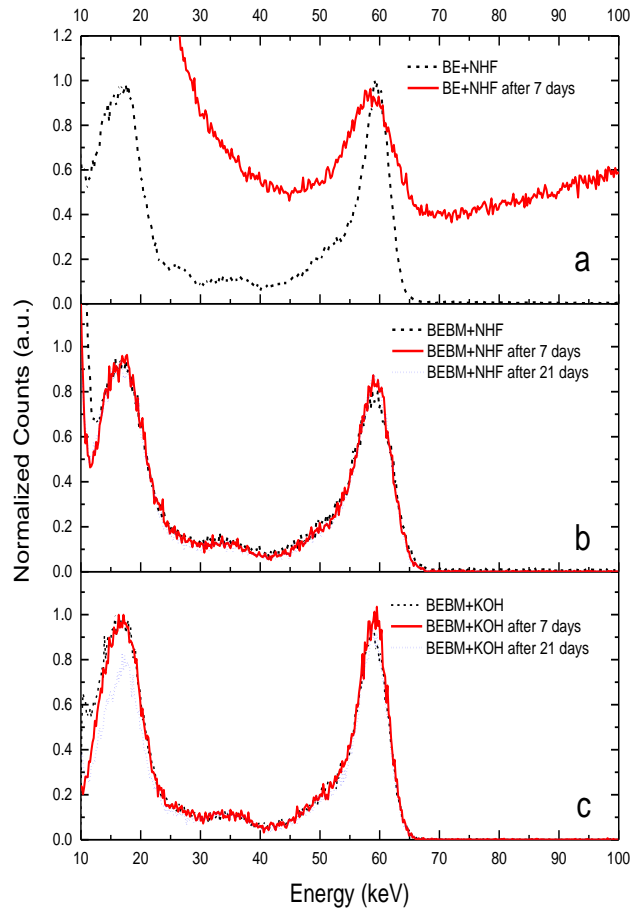 10 20 30 40 50 60 70 80 90 100
1.2
1.0
0.8
0.6
0.4
0.2
0.0
BE+NHF
BE+NHF after 7 days
a
1.0
0.8
0.6
0.4
0.2
0.0
BEBM+NHF
BEBM+NHF after 7 days
BEBM+NHF after 21 days
b
1.0
0.8
0.6
0.4
0.2
0.0
BEBM+KOH
BEBM+KOH after 7 days
BEBM+KOH after 21 days
c
10 20 30 40 50 60 70 80 90 100
Normalized Counts (a.u.)
Energy (keV)